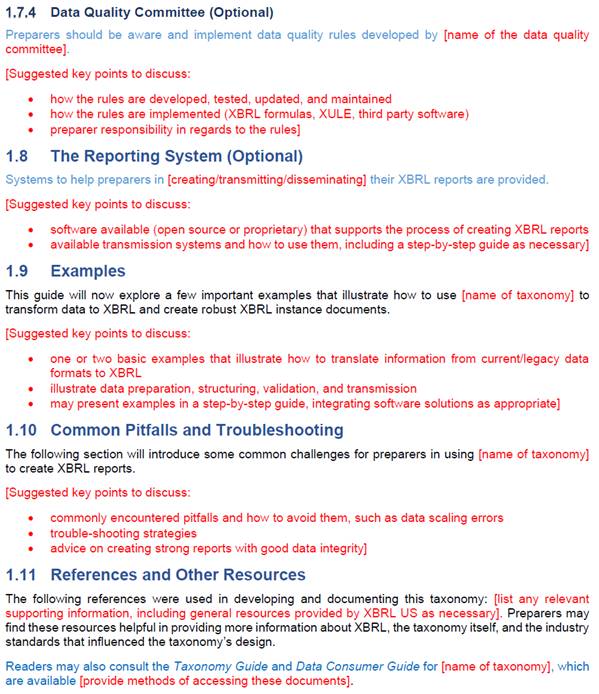 1.7.4 Data Quality Committee (Optional)
Preparers should be aware and implement data quality rules developed by [name of the data quality
committee].
[Suggested key points to discuss:
• how the rules are developed, tested, updated, and maintained
• how the rules are implemented (XBRL formulas, XULE, third party software)
• preparer responsibility in regards to the rules]
1.8 The Reporting System (Optional)
Systems to help preparers in [creating/transmitting/disseminating] their XBRL reports are provided.
[Suggested key points to discuss:
• software available (open source or proprietary) that supports the process of creating XBRL reports
• available transmission systems and how to use them, including a step-by-step guide as necessary]
1.9 Examples
This guide will now explore a few important examples that illustrate how to use [name of taxonomy] to
transform data to XBRL and create robust XBRL instance documents.
[Suggested key points to discuss:
• one or two basic examples that illustrate how to translate information from current/legacy data
formats to XBRL
• illustrate data preparation, structuring, validation, and transmission
• may present examples in a step-by-step guide, integrating software solutions as appropriate]
1.10 Common Pitfalls and Troubleshooting
The following section will introduce some common challenges for preparers in using [name of taxonomy]
to create XBRL reports.
[Suggested key points to discuss:
• commonly encountered pitfalls and how to avoid them, such as data scaling errors
• trouble-shooting strategies
• advice on creating strong reports with good data integrity]
1.11 References and Other Resources
The following references were used in developing and documenting this taxonomy: [list any relevant
supporting information, including general resources provided by XBRL US as necessary]. Preparers may
find these resources helpful in providing more information about XBRL, the taxonomy itself, and the industry
standards that influenced the taxonomy's design.
Readers may also consult the Taxonomy Guide and Data Consumer Guide for [name of taxonomy], which
are available [provide methods of accessing these documents].